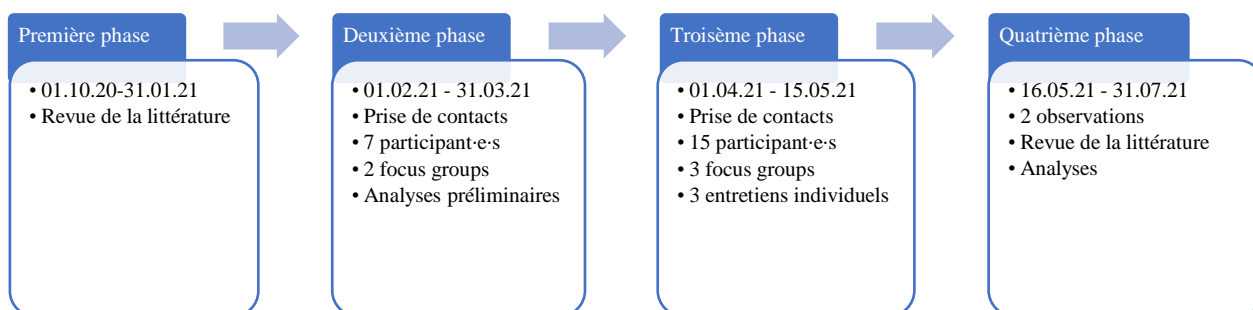 Première phase
• 01.10.20-31.01.21
• Revue de la littérature
Deuxième phase
• 01.02.21 - 31.03.21
• Prise de contacts
• 7 participant·e·s
• 2 focus groups
• Analyses préliminaires
Troisème phase
• 01.04.21 - 15.05.21
• Prise de contacts
• 15 participant·e·s
• 3 focus groups
• 3 entretiens individuels
Quatrième phase
• 16.05.21 - 31.07.21
• 2 observations
• Revue de la littérature
• Analyses